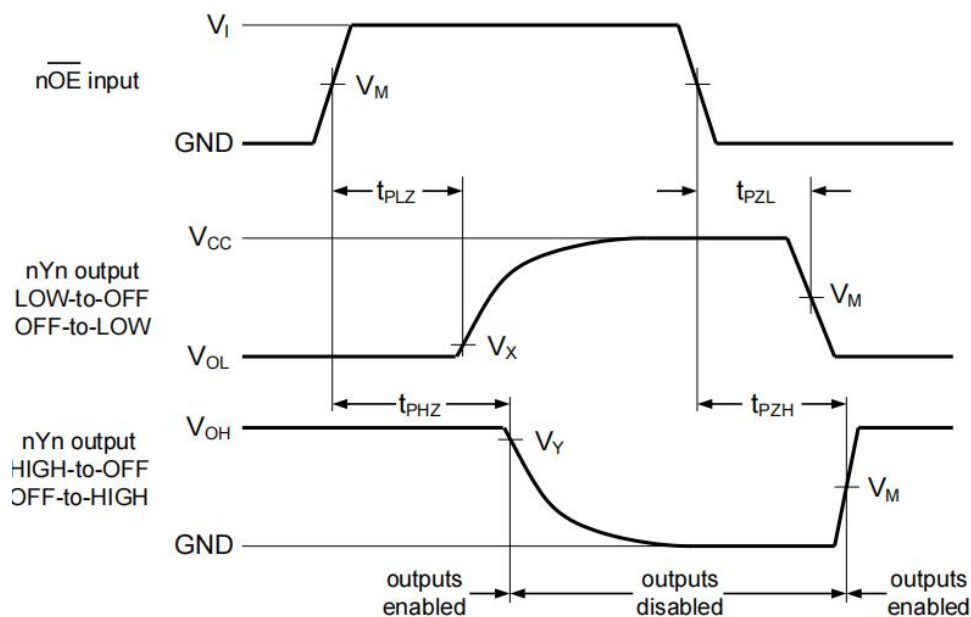 V_I
nOE input
V_M
GND
t_PLZ
t_PZL
V_CC
nYn output
LOW-to-OFF
OFF-to-LOW
V_M
V_X
V_OL
t_PHZ
t_PZH
V_OH
nYn output
HIGH-to-OFF
OFF-to-HIGH
V_Y
V_M
GND
outputs
enabled
outputs
disabled
outputs
enabled